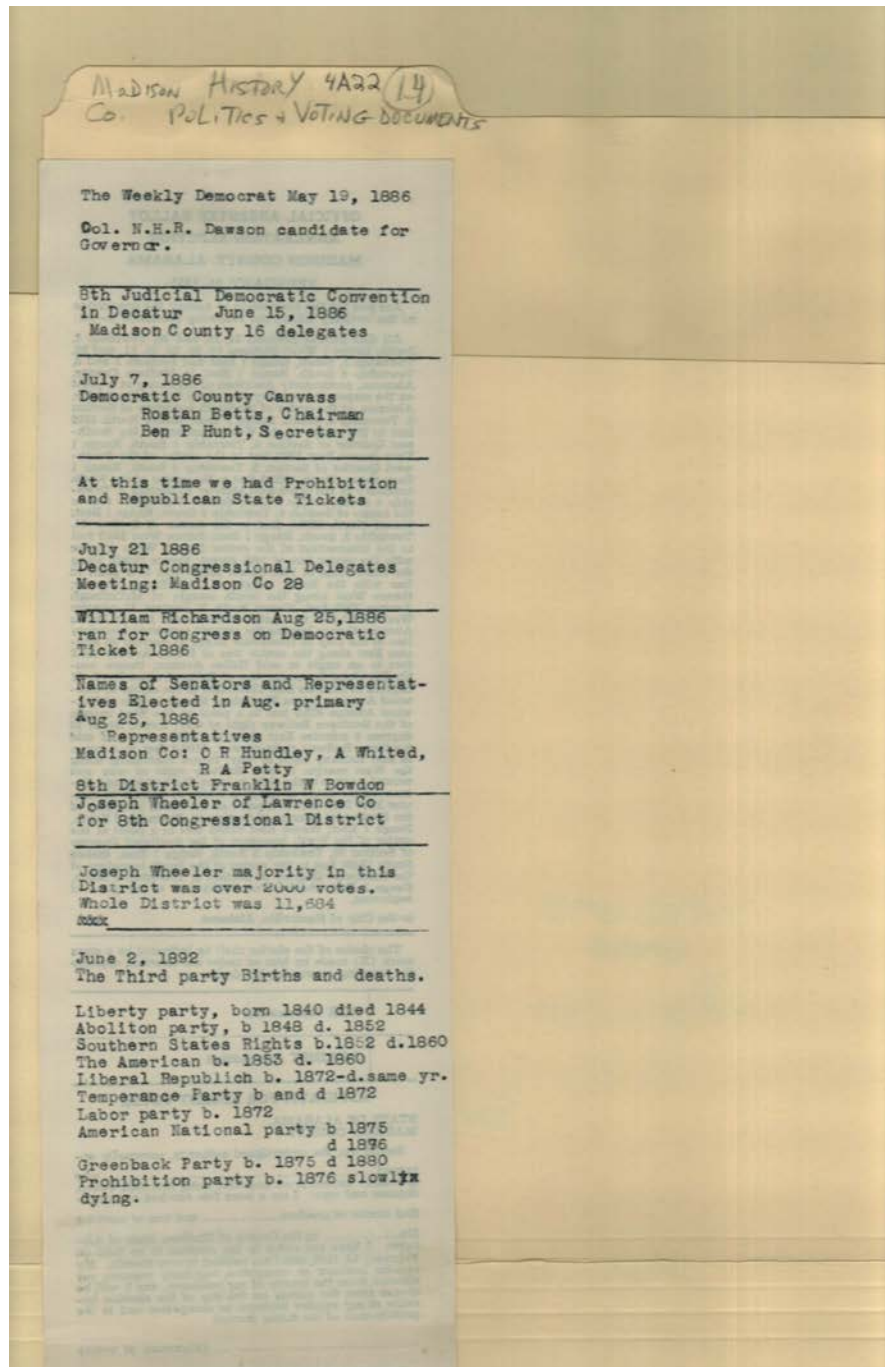 MADISON HISTORY 4A22 14
Co. POLITICS & VOTING DOCUMENTS
The Weekly Democrat May 19, 1886
Col. N.H.R. Dawson candidate for
Governor.
8th Judicial Democratic Convention
in Decatur June 15, 1886
Madison County 16 delegates
July 7, 1886
Democratic County Canvass
Rostan Betts, Chairman
Ben P Hunt, Secretary
At this time we had Prohibition
and Republican State Tickets
July 21 1886
Decatur Congressional Delegates
Meeting: Madison Co 28
William Richardson Aug 25,1886
ran for Congress on Democratic
Ticket 1886
Names of Senators and Representat-
ives Elected in Aug. primary
Aug 25, 1886
Representatives
Madison Co: O R Hundley, A Whited,
R A Petty
8th District Franklin W Bowdon
Joseph Wheeler of Lawrence Co
for 8th Congressional District
Joseph Wheeler majority in this
District was over 2000 votes.
Whole District was 11,684
xxx
June 2, 1892
The Third party Births and deaths.
Liberty party, born 1840 died 1844
Aboliton party, b 1848 d. 1852
Southern States Rights b.1852 d.1860
The American b. 1853 d. 1860
Liberal Republich b. 1872-d.same yr.
Temperance Party b and d 1872
Labor party b. 1872
American National party b 1875
d 1876
Greenback Party b. 1875 d 1880
Prohibition party b. 1876 slowly
dying.